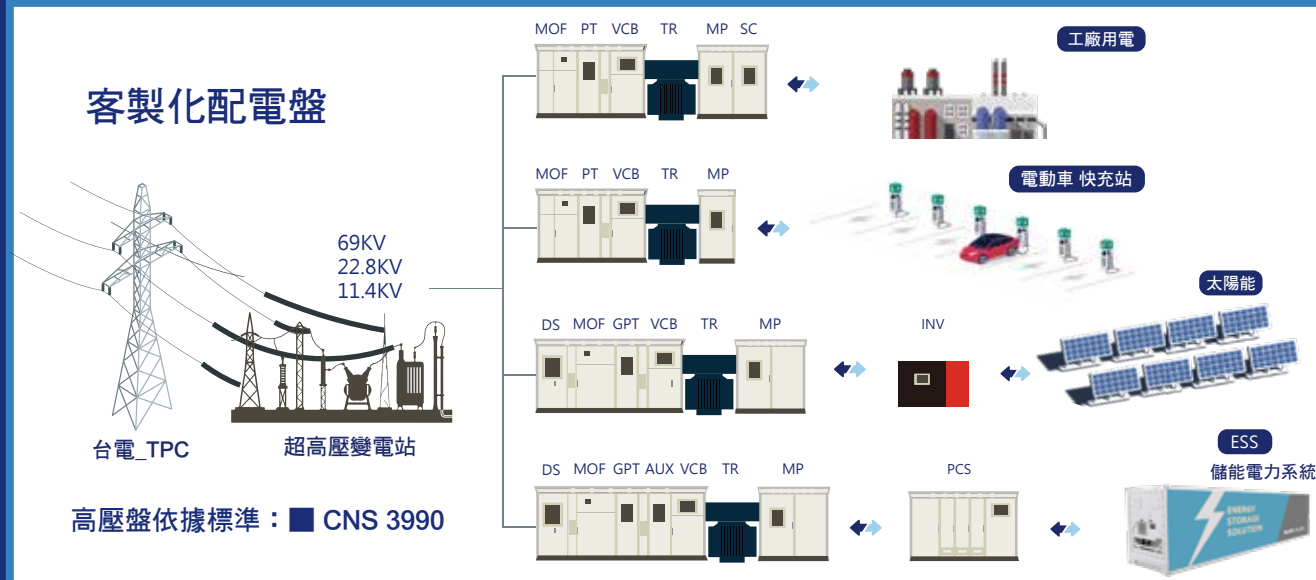 客製化配電盤
69KV
22.8KV
11.4KV
台電_TPC
超高壓變電站
高壓盤依據標準：■ CNS 3990
MOF PT VCB TR MP SC
工廠用電
MOF PT VCB TR MP
電動車 快充站
DS MOF GPT VCB TR MP INV
太陽能
DS MOF GPT AUX VCB TR MP PCS
ESS
儲能電力系統
ENERGY
STORAGE
SOLUTION